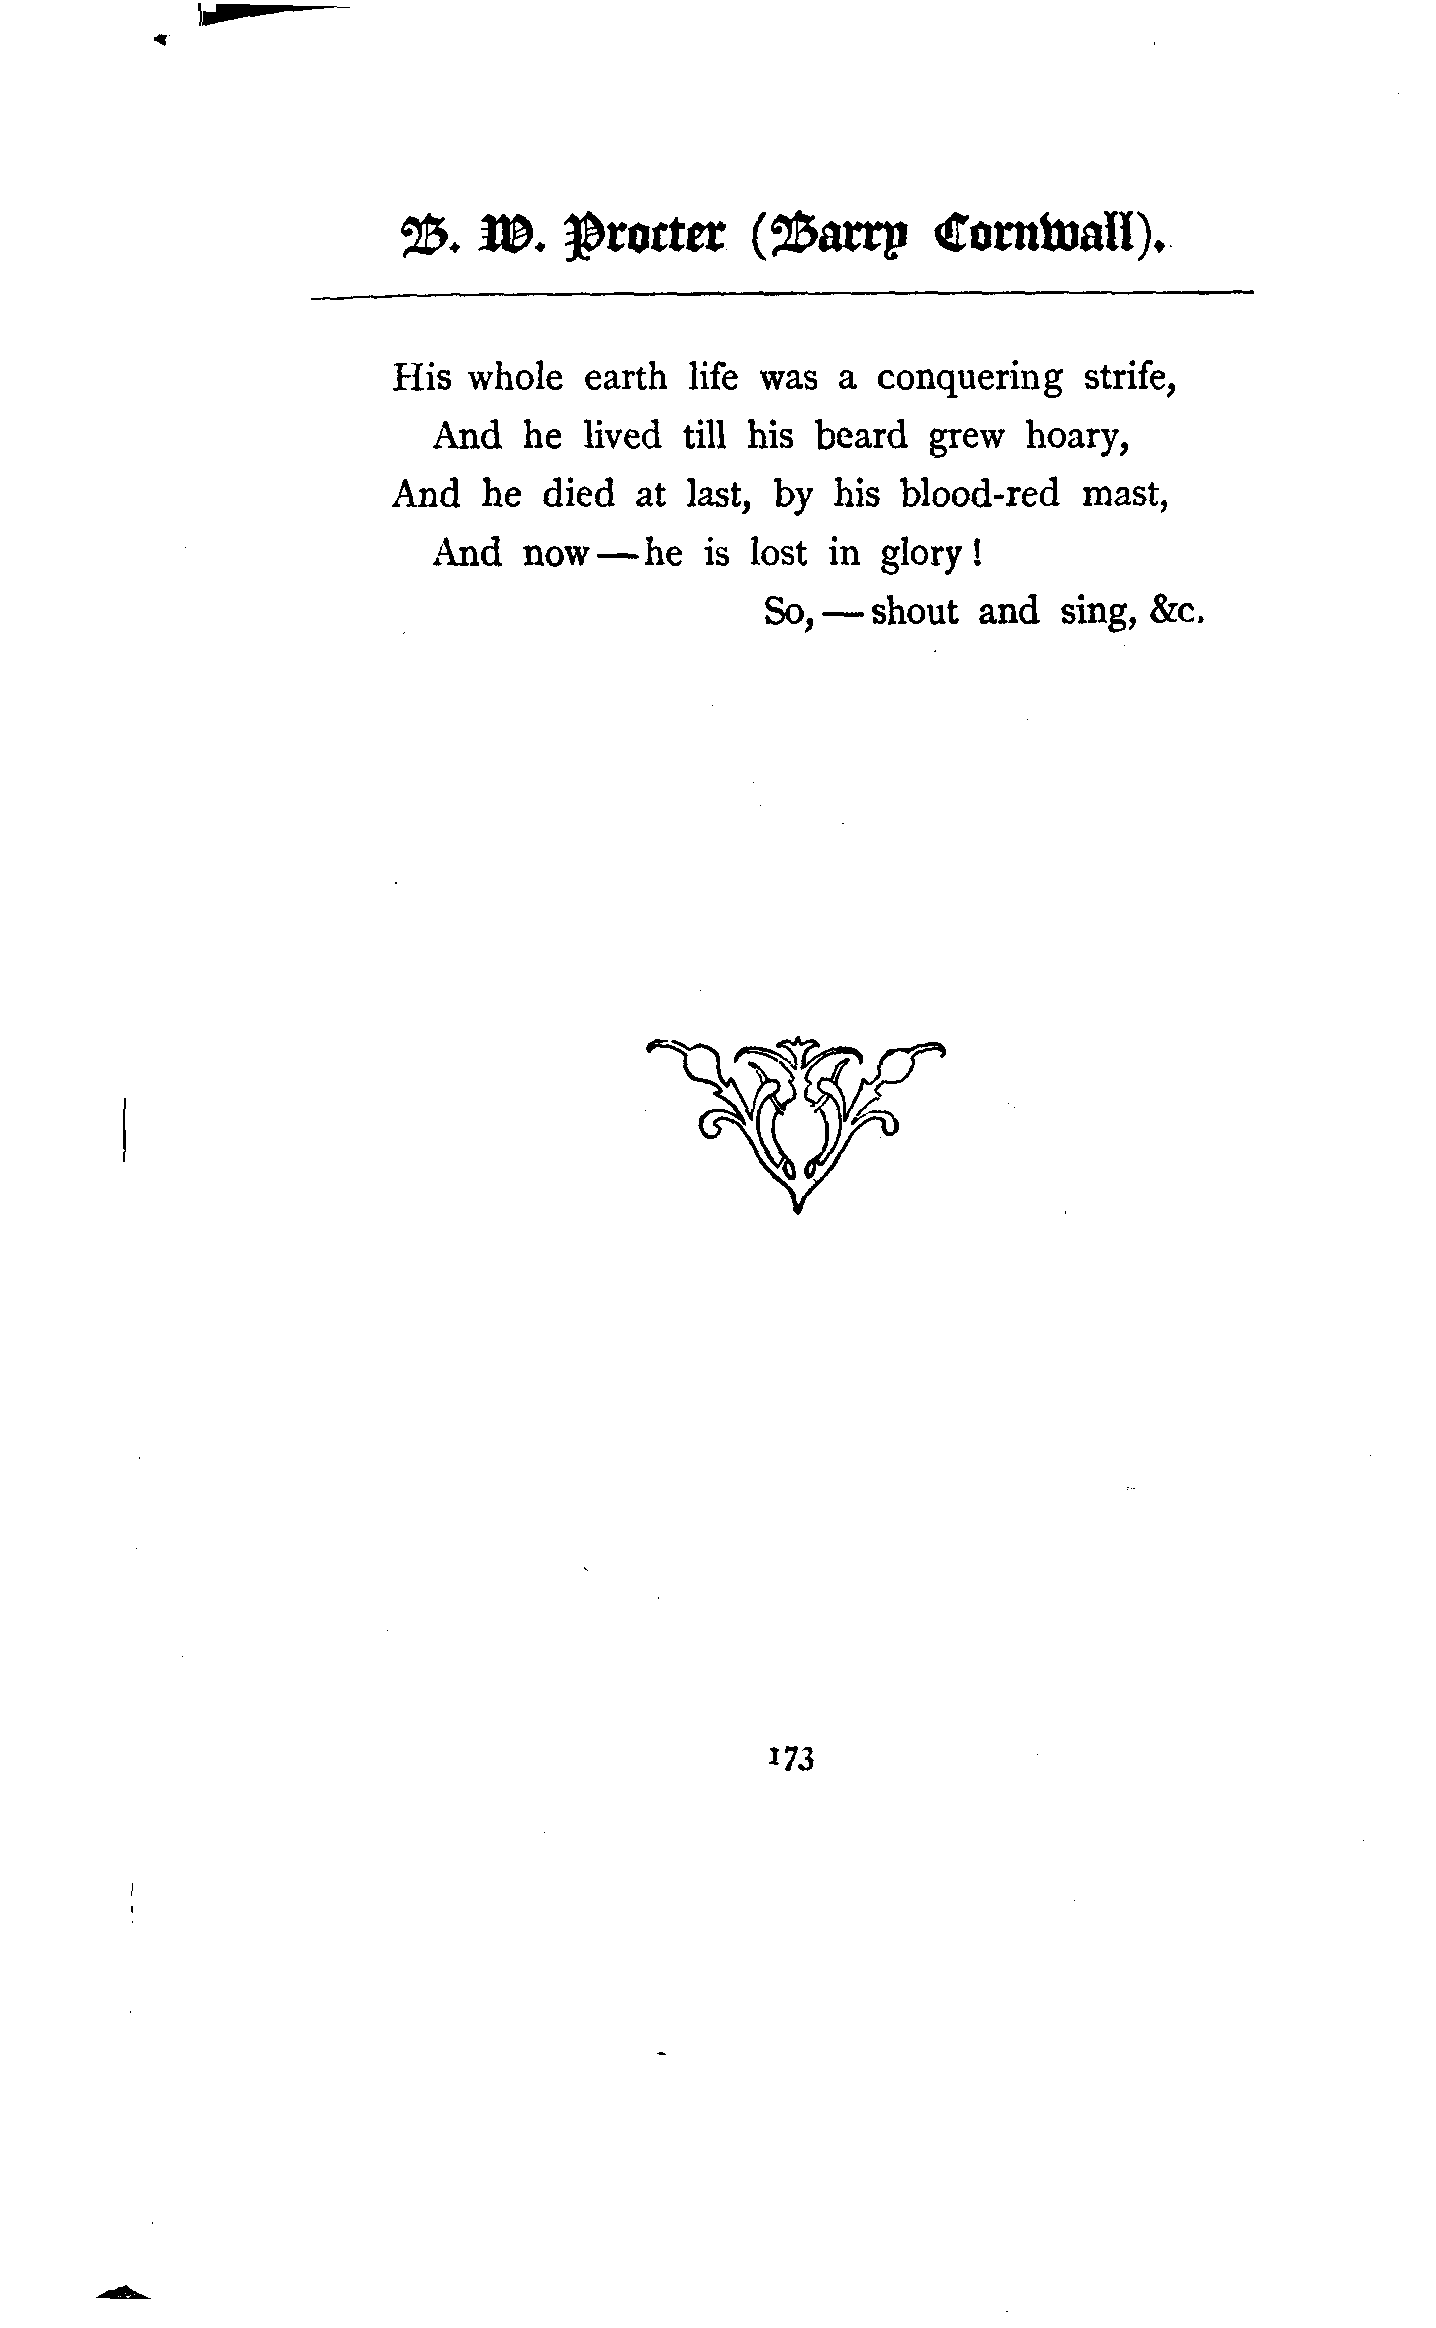 B. W. Procter (Barry Cornwall).
His whole earth life was a conquering strife,
And he lived till his beard grew hoary,
And he died at last, by his blood-red mast,
And now—he is lost in glory!
So,—shout and sing, &c.
173